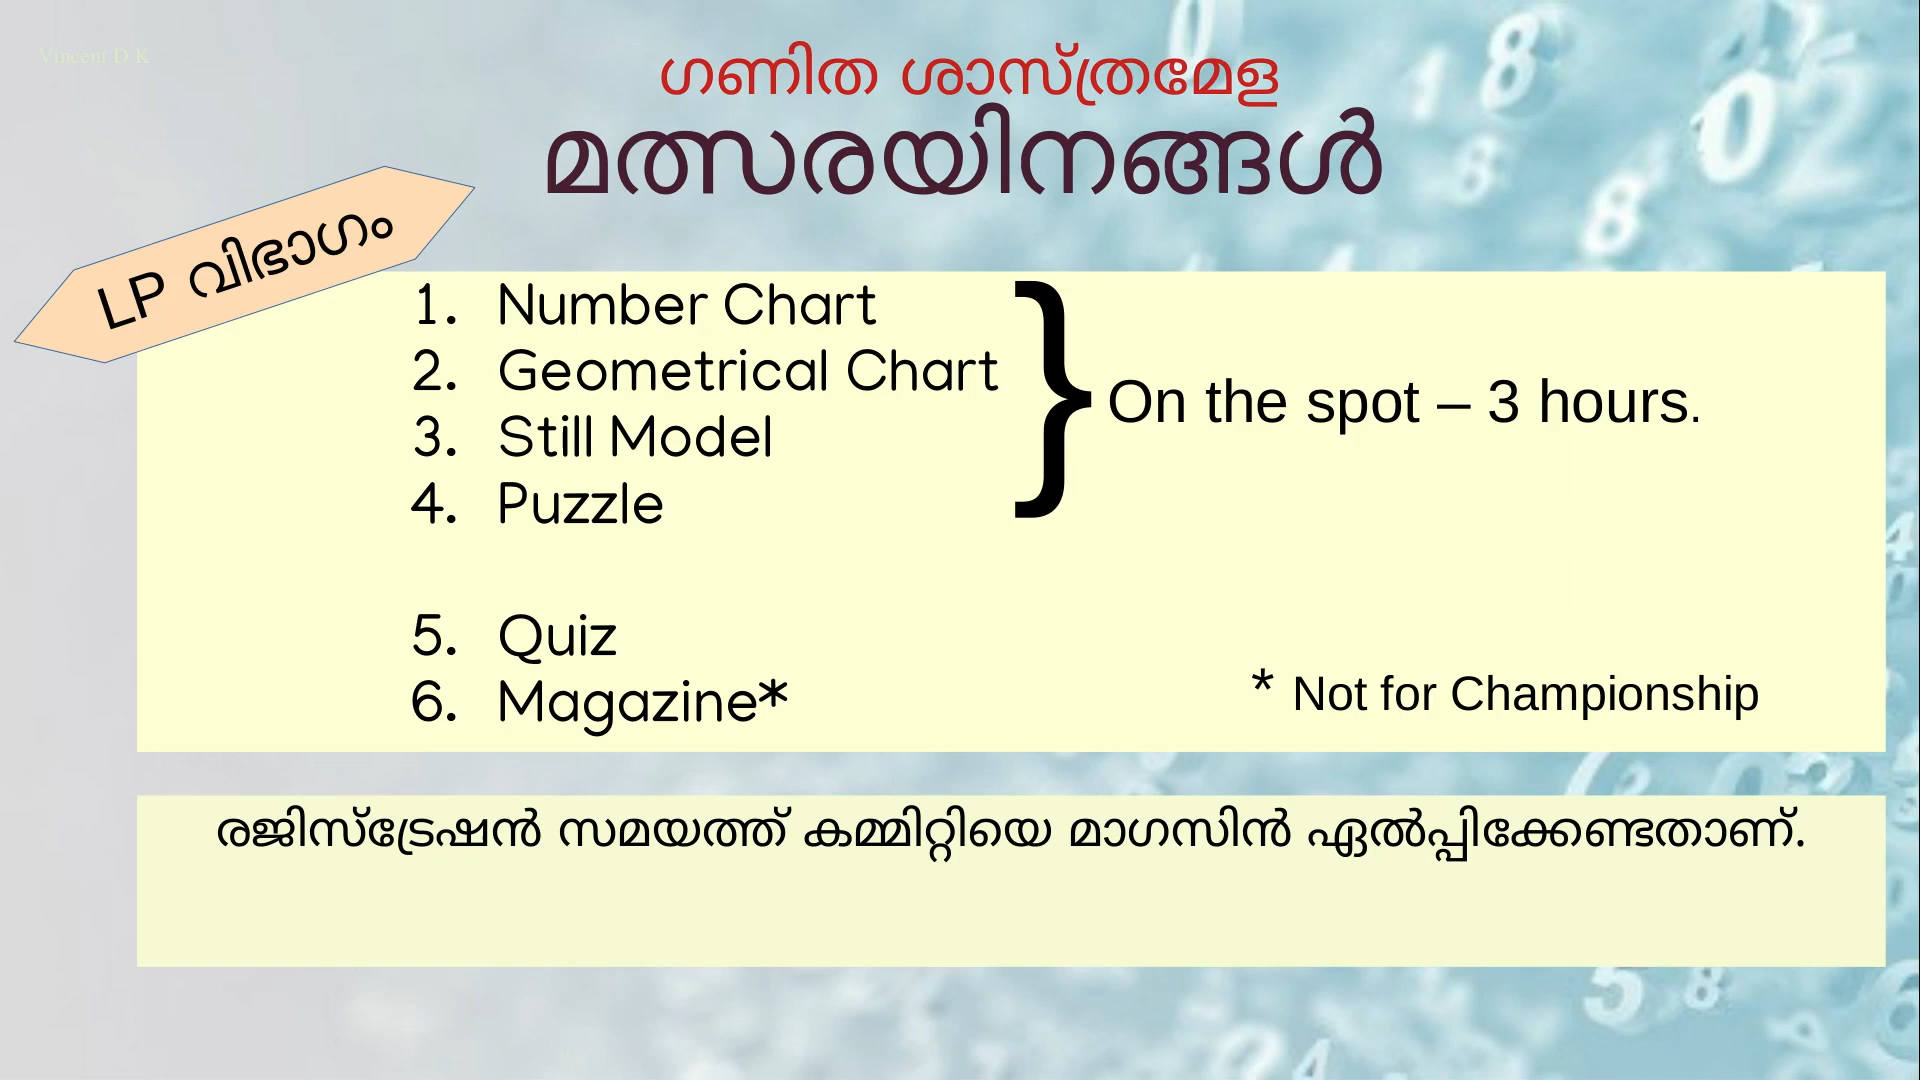 Vincent D K
ഗണിത ശാസ്ത്രമേള
മത്സരയിനങ്ങൾ
LP വിഭാഗം
1. Number Chart
2. Geometrical Chart
3. Still Model
4. Puzzle
} On the spot – 3 hours.
5. Quiz
6. Magazine*
* Not for Championship
രജിസ്ട്രേഷൻ സമയത്ത് കമ്മിറ്റിയെ മാഗസിൻ ഏൽപ്പിക്കേണ്ടതാണ്.